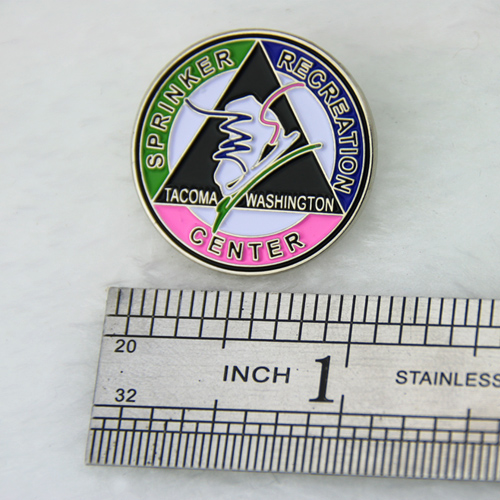 SPRINKER RECREATION
TACOMA WASHINGTON
CENTER
20
INCH 1 STAINLESS
32